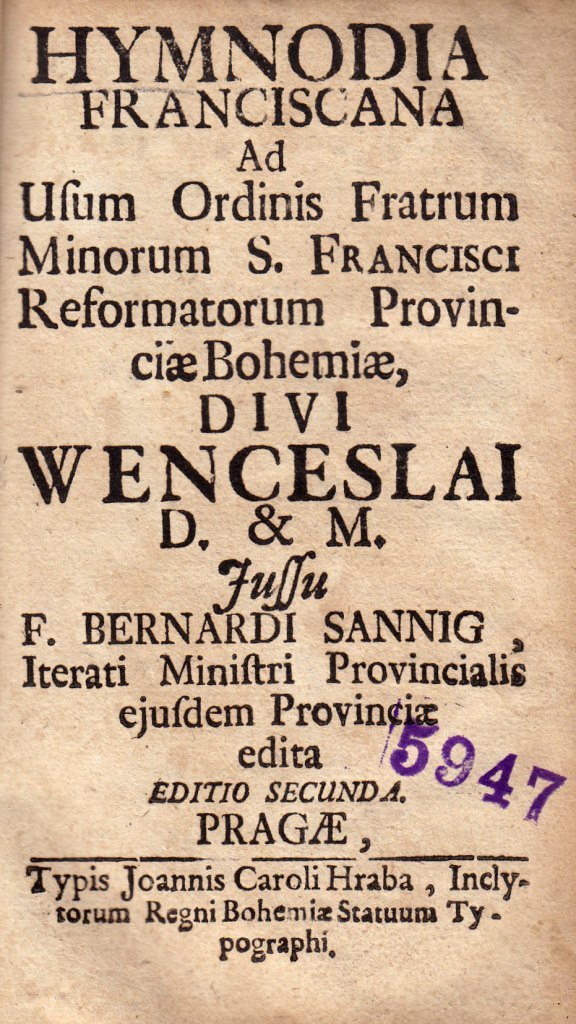 HYMNODIA
FRANCISCANA
Ad
Uſum Ordinis Fratrum
Minorum S. FRANCISCI
Reformatorum Provin-
ciæ Bohemiæ,
DIVI
WENCESLAI
D. & M.
Juſſu
F. BERNARDI SANNIG,
Iterati Miniſtri Provincialis
ejuſdem Provinciæ
edita
5947
EDITIO SECUNDA.
PRAGÆ,
Typis Joannis Caroli Hraba, Incly-
torum Regni Bohemiæ Statuum Ty-
pographi.